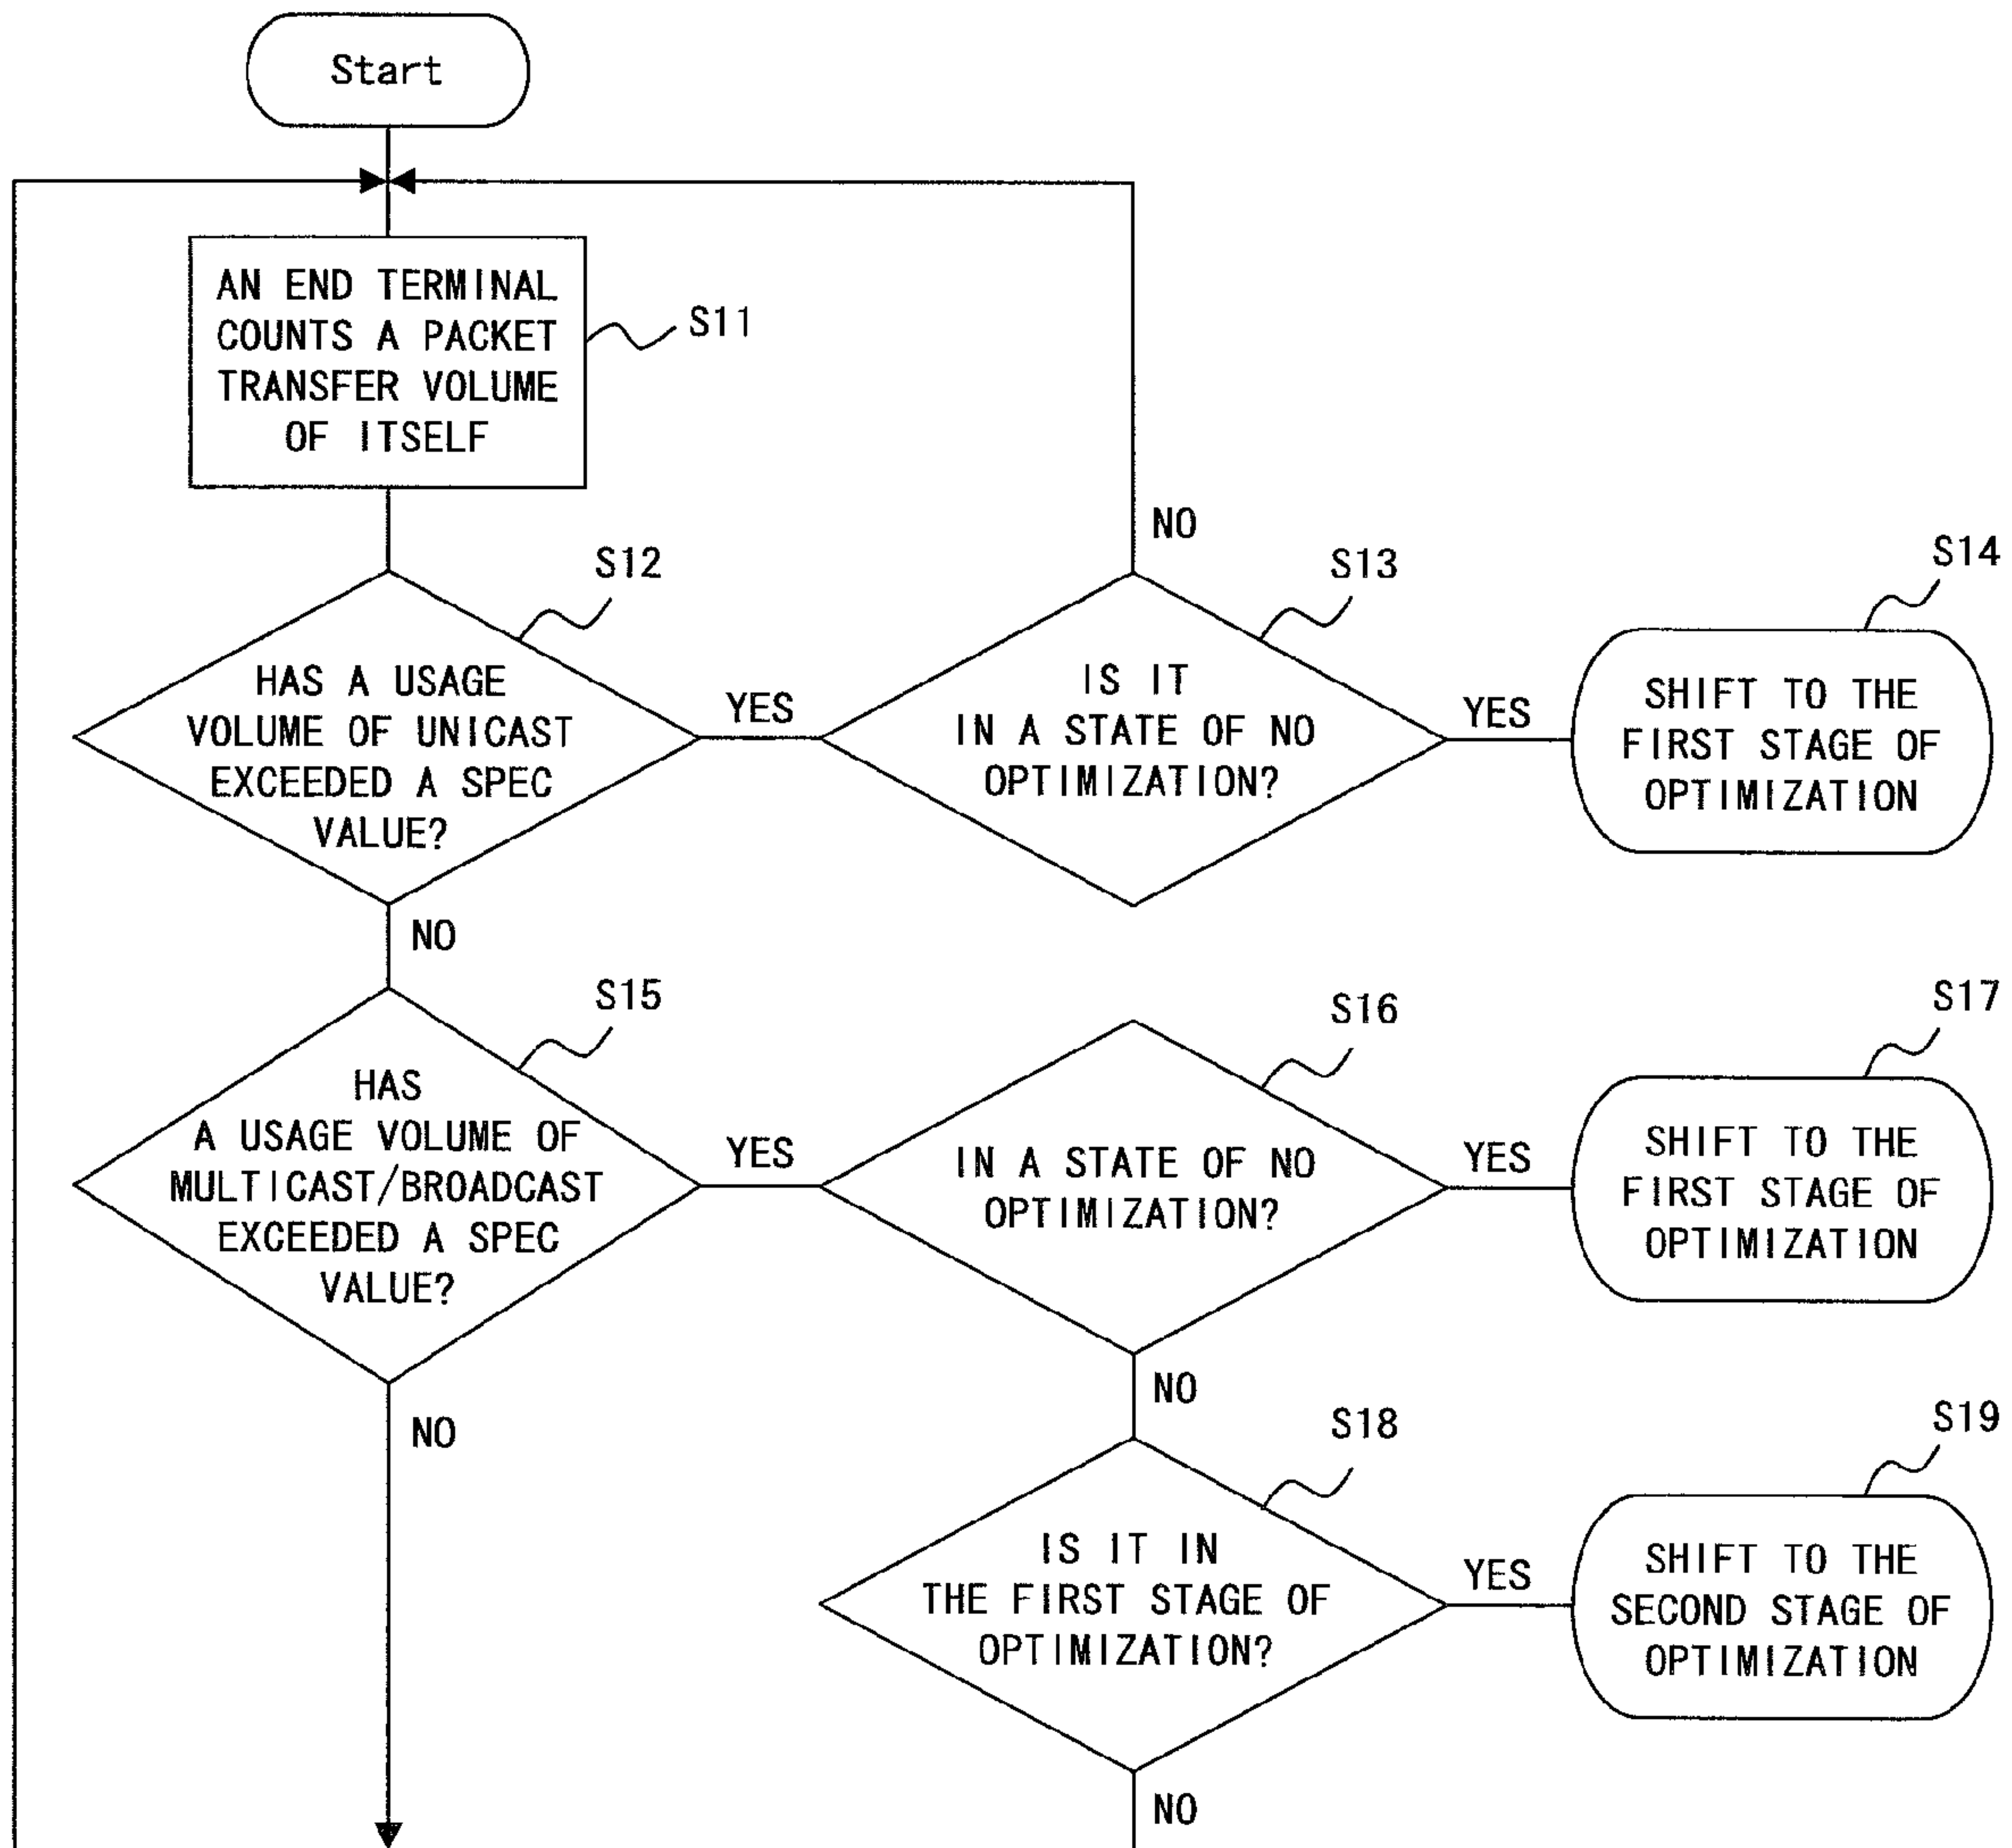 Start
AN END TERMINAL
COUNTS A PACKET
TRANSFER VOLUME
OF ITSELF
S11
NO
S12
HAS A USAGE
VOLUME OF UNICAST
EXCEEDED A SPEC
VALUE?
YES
S13
IS IT
IN A STATE OF NO
OPTIMIZATION?
YES
S14
SHIFT TO THE
FIRST STAGE OF
OPTIMIZATION
NO
S15
HAS
A USAGE VOLUME OF
MULTICAST/BROADCAST
EXCEEDED A SPEC
VALUE?
YES
S16
IN A STATE OF NO
OPTIMIZATION?
YES
S17
SHIFT TO THE
FIRST STAGE OF
OPTIMIZATION
NO
NO
S18
IS IT IN
THE FIRST STAGE OF
OPTIMIZATION?
YES
S19
SHIFT TO THE
SECOND STAGE OF
OPTIMIZATION
NO